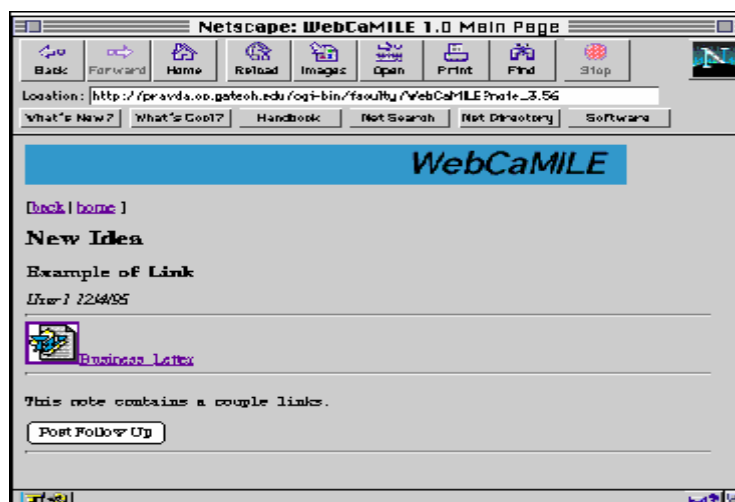 Netscape: WebCaMILE 1.0 Main Page
Back Forward Home Reload Images Open Print Find Stop
N
Location: http://pravda.cc.gatech.edu/cgi-bin/faculty/WebCaMILE?note_3.56
What's New? What's Cool? Handbook Net Search Net Directory Software
WebCaMILE
[back | home ]
New Idea
Example of Link
User1 12/4/95
Business Letter
This note contains a couple links.
Post Follow Up